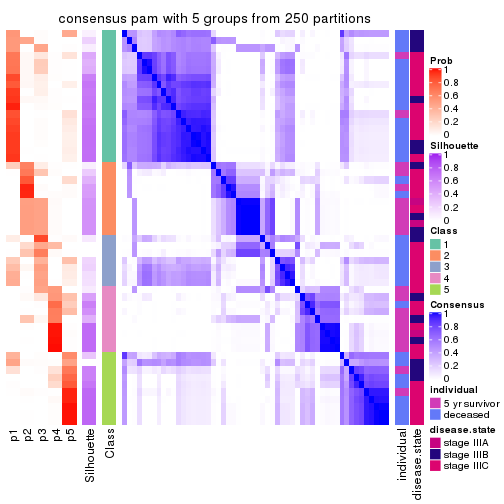 consensus pam with 5 groups from 250 partitions
p1
p2
p3
p4
p5
Silhouette
Class
individual
disease.state
Prob
1
0.8
0.6
0.4
0.2
0
Silhouette
1
0.8
0.6
0.4
0.2
0
Class
1
2
3
4
5
Consensus
1
0.8
0.6
0.4
0.2
0
individual
5 yr survivor
deceased
disease.state
stage IIIA
stage IIIB
stage IIIC